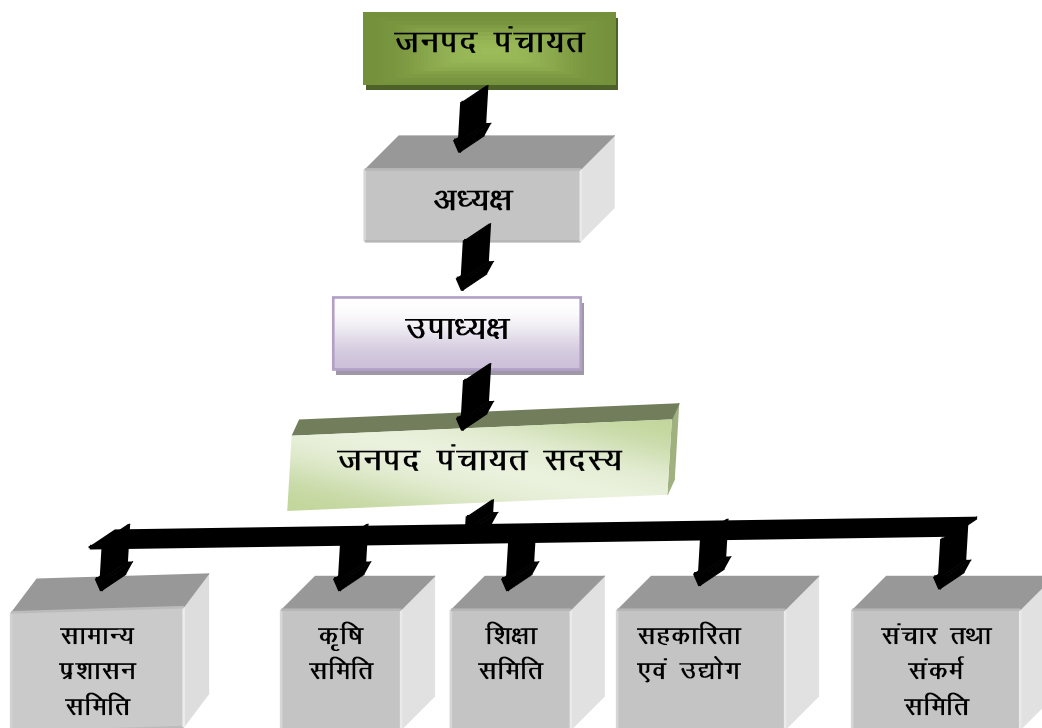 जनपद पंचायत
अध्यक्ष
उपाध्यक्ष
जनपद पंचायत सदस्य
सामान्य
प्रशासन
समिति
कृषि
समिति
शिक्षा
समिति
सहकारिता
एवं उद्योग
संचार तथा
संकर्म
समिति